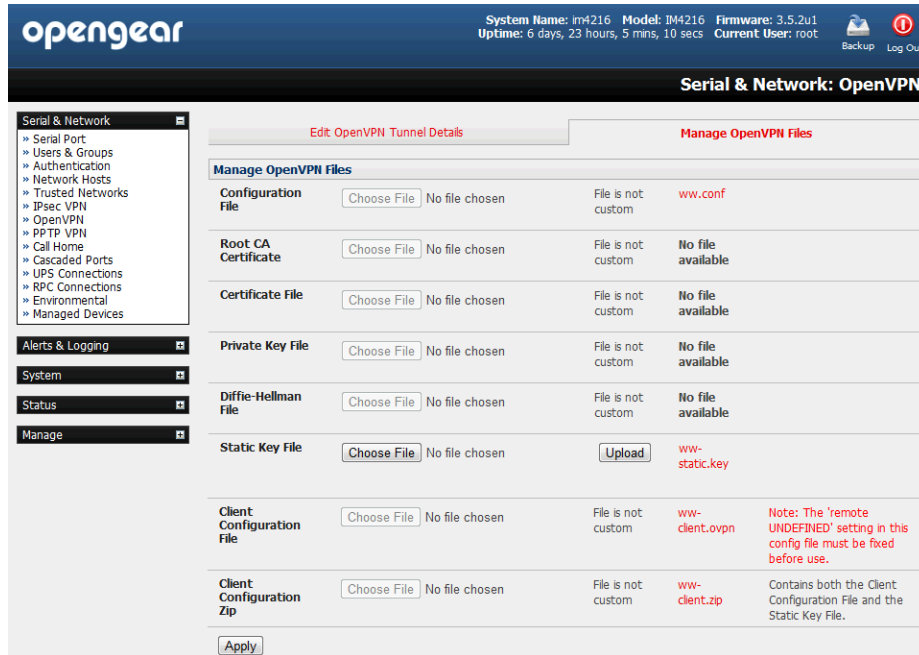 opengear
System Name: im4216 Model: IM4216 Firmware: 3.5.2u1
Uptime: 6 days, 23 hours, 5 mins, 10 secs Current User: root
Backup
Log Ou
Serial & Network: OpenVPN
Serial & Network
» Serial Port
» Users & Groups
» Authentication
» Network Hosts
» Trusted Networks
» IPsec VPN
» OpenVPN
» PPTP VPN
» Call Home
» Cascaded Ports
» UPS Connections
» RPC Connections
» Environmental
» Managed Devices
Alerts & Logging
System
Status
Manage
Edit OpenVPN Tunnel Details
Manage OpenVPN Files
Manage OpenVPN Files
Configuration
File
Choose File No file chosen
File is not
custom
ww.conf
Root CA
Certificate
Choose File No file chosen
File is not
custom
No file
available
Certificate File
Choose File No file chosen
File is not
custom
No file
available
Private Key File
Choose File No file chosen
File is not
custom
No file
available
Diffie-Hellman
File
Choose File No file chosen
File is not
custom
No file
available
Static Key File
Choose File No file chosen
Upload
ww-
static.key
Client
Configuration
File
Choose File No file chosen
File is not
custom
ww-
client.ovpn
Note: The 'remote
UNDEFINED' setting in this
config file must be fixed
before use.
Client
Configuration
Zip
Choose File No file chosen
File is not
custom
ww-
client.zip
Contains both the Client
Configuration File and the
Static Key File.
Apply